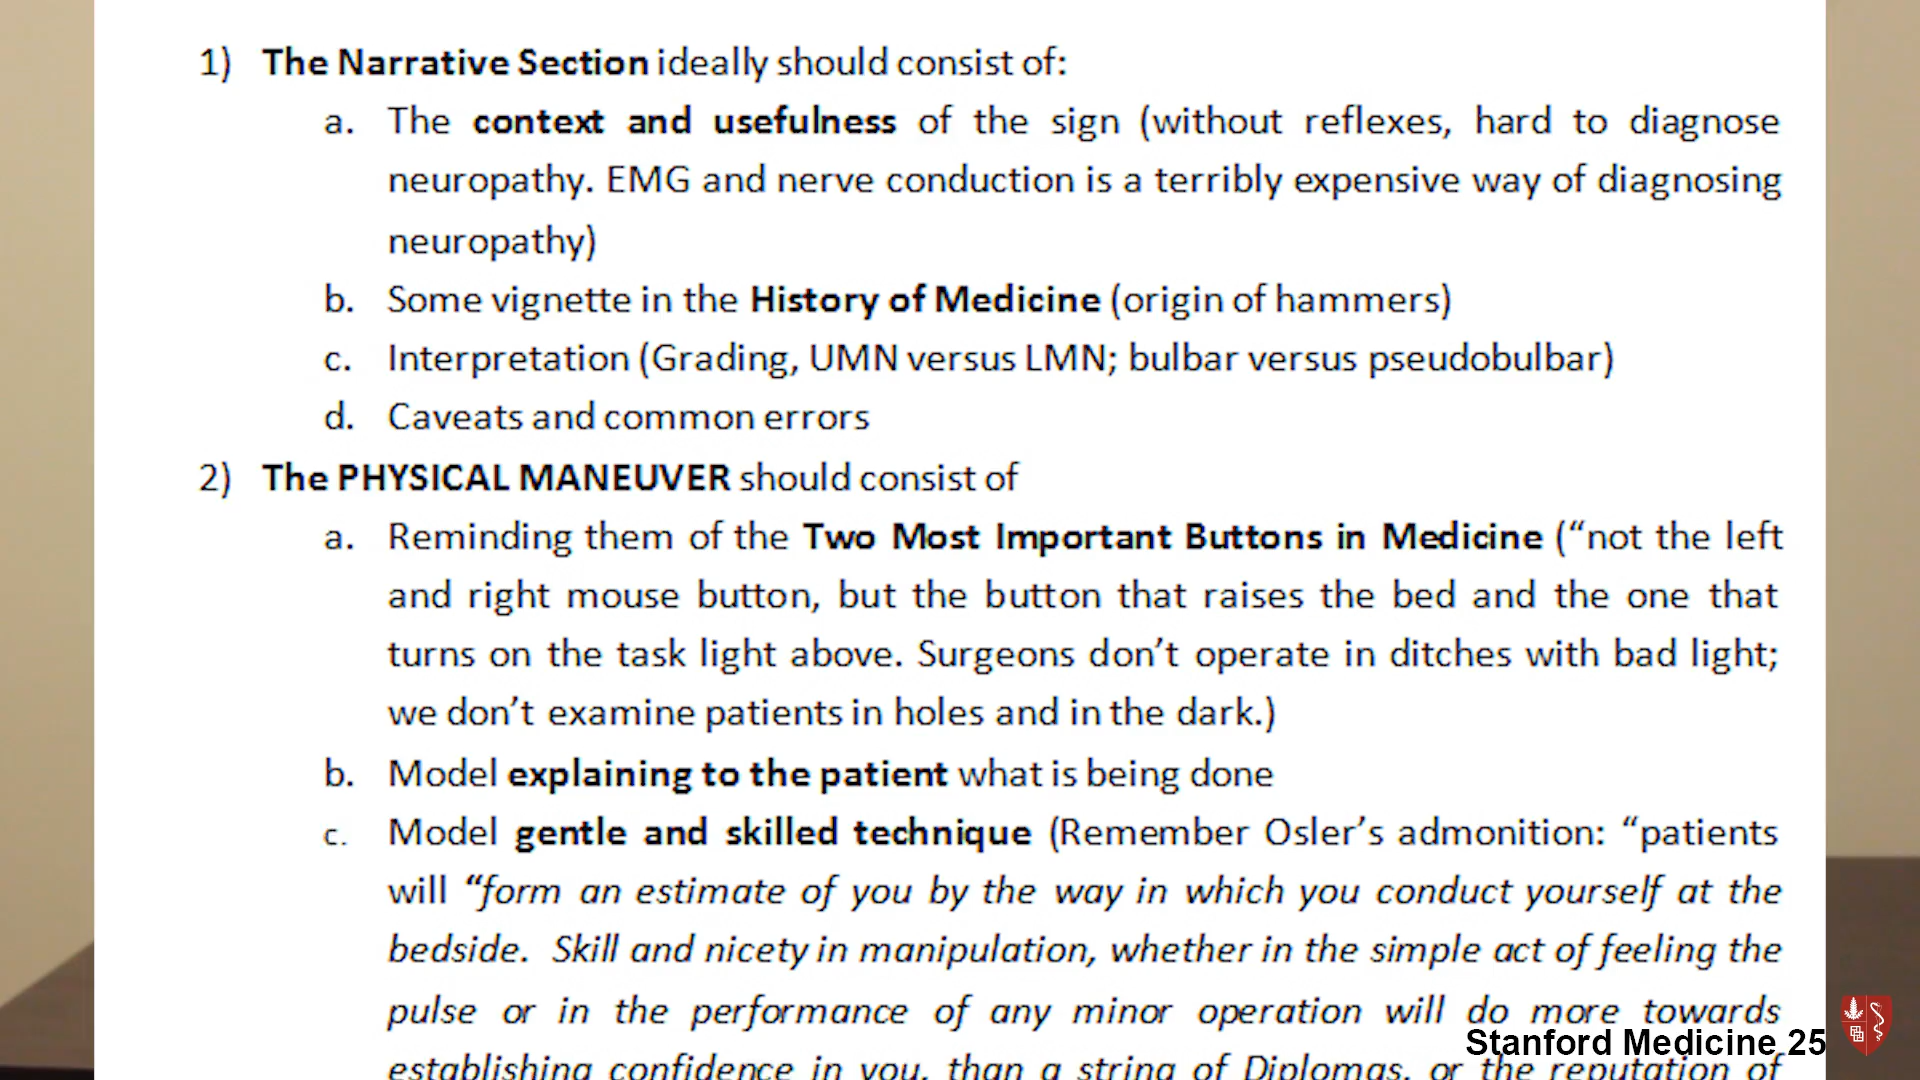 1) The Narrative Section ideally should consist of:
a. The context and usefulness of the sign (without reflexes, hard to diagnose
neuropathy. EMG and nerve conduction is a terribly expensive way of diagnosing
neuropathy)
b. Some vignette in the History of Medicine (origin of hammers)
c. Interpretation (Grading, UMN versus LMN; bulbar versus pseudobulbar)
d. Caveats and common errors
2) The PHYSICAL MANEUVER should consist of
a. Reminding them of the Two Most Important Buttons in Medicine (“not the left
and right mouse button, but the button that raises the bed and the one that
turns on the task light above. Surgeons don’t operate in ditches with bad light;
we don’t examine patients in holes and in the dark.)
b. Model explaining to the patient what is being done
c. Model gentle and skilled technique (Remember Osler’s admonition: “patients
will “form an estimate of you by the way in which you conduct yourself at the
bedside. Skill and nicety in manipulation, whether in the simple act of feeling the
pulse or in the performance of any minor operation will do more towards
establishing confidence in you, than a string of Diplomas, or the reputation of
Stanford Medicine 25